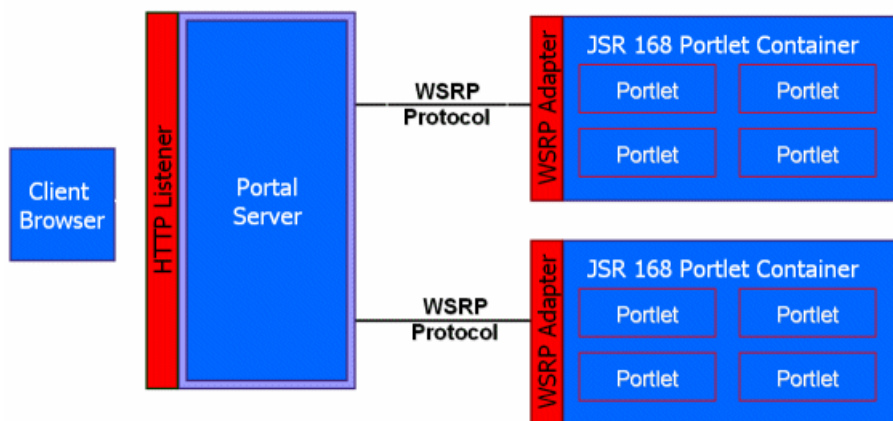 Client
Browser
HTTP Listener
Portal
Server
WSRP
Protocol
WSRP Adapter
JSR 168 Portlet Container
Portlet
Portlet
Portlet
Portlet
WSRP
Protocol
WSRP Adapter
JSR 168 Portlet Container
Portlet
Portlet
Portlet
Portlet